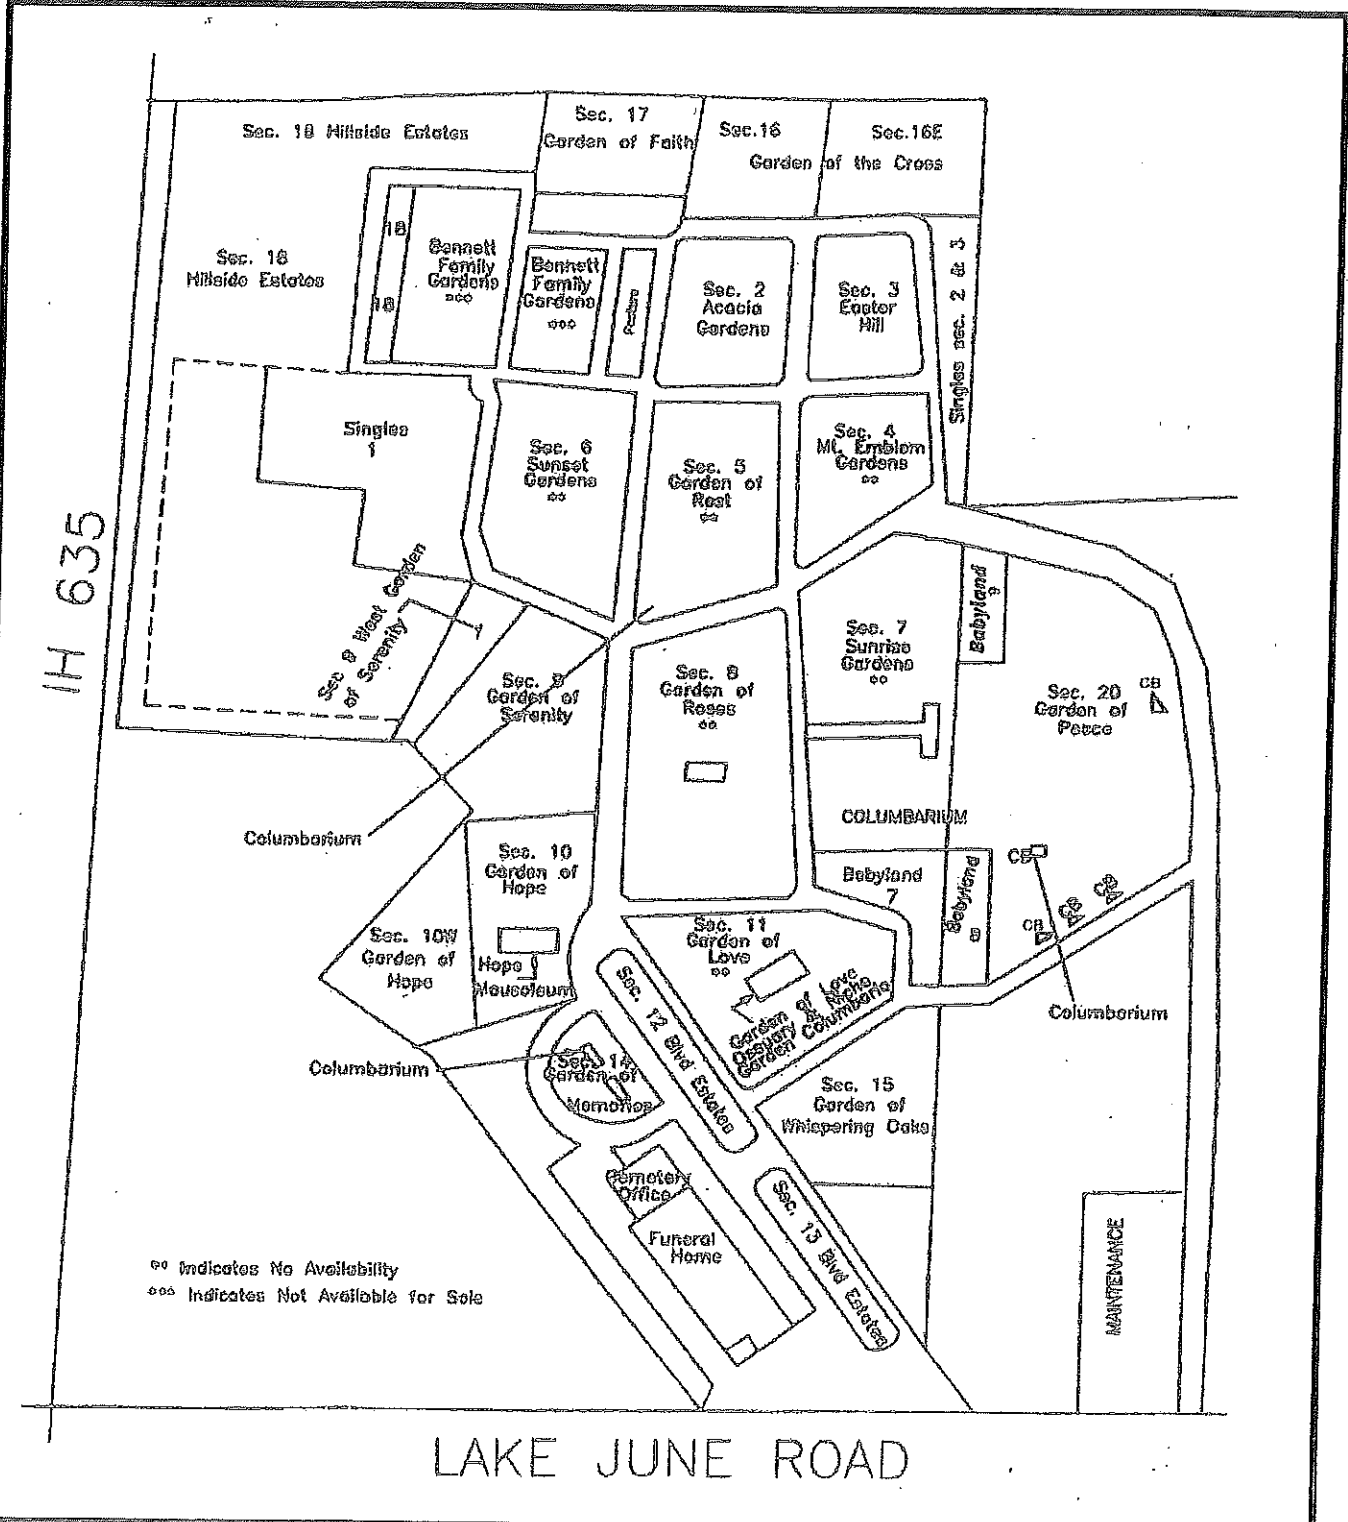 Sec. 18 Hillside Estates
Sec. 17
Garden of Faith
Sec.16
Sec.16E
Garden of the Cross
18
18
Bennett
Family
Gardens
°°°
Bennett
Family
Gardens
°°°
Sec. 2
Acacia
Gardens
Sec. 3
Easter
Hill
Singles sec. 2 & 3
Sec. 18
Hillside Estates
Singles
1
Sec. 6
Sunset
Gardens
°°
Sec. 5
Garden of
Rest
°°
Sec. 4
Mt. Emblem
Gardens
°°
IH 635
Sec 9 West Garden
of Serenity
Sec. 9
Garden of
Serenity
Sec. 8
Garden of
Roses
°°
Sec. 7
Sunrise
Gardens
°°
Babyland
9
Sec. 20
Garden of
Peace
CB
Columbarium
COLUMBARIUM
Sec. 10
Garden of
Hope
Babyland
7
Babyland
8
CB
CB
CB
CB
Sec. 10W
Garden of
Hope
Hope
Mausoleum
Sec. 11
Garden of
Love
°°
Garden of Love
Ossuary & Niche
Garden Columbaria
Columbarium
Sec. 12 Blvd Estates
Columbarium
Sec. 14
Garden of
Memories
Sec. 15
Garden of
Whispering Oaks
Cemetery
Office
Funeral
Home
Sec. 13 Blvd Estates
MAINTENANCE
°° Indicates No Availability
°°° Indicates Not Available for Sale
LAKE JUNE ROAD